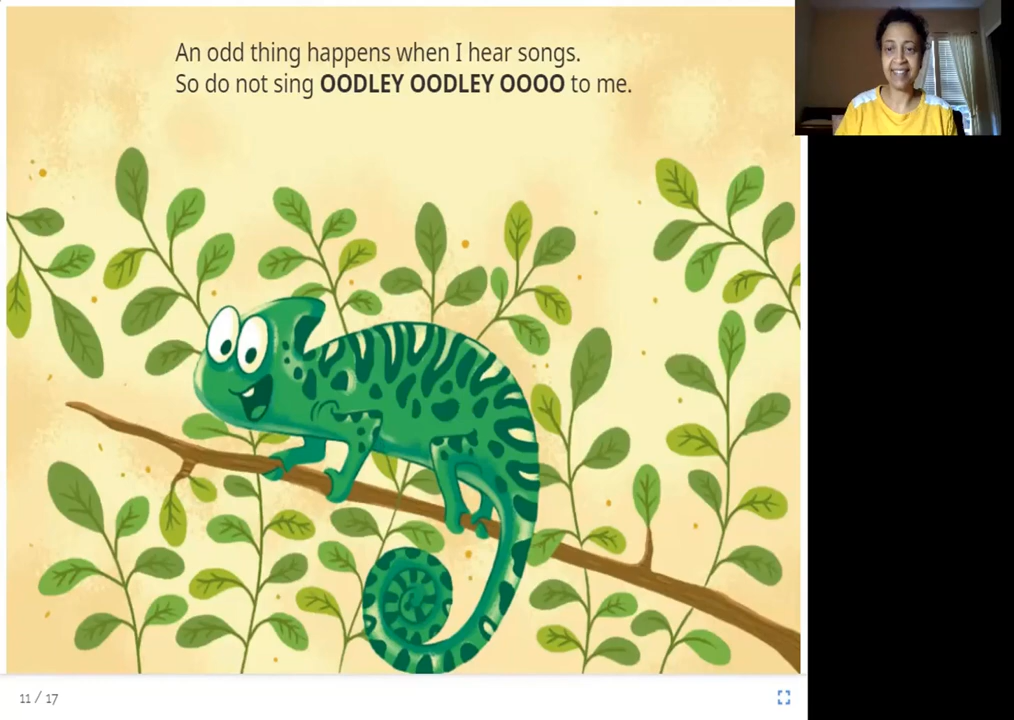 An odd thing happens when I hear songs.
So do not sing OODLEY OODLEY OOOO to me.
11 / 17